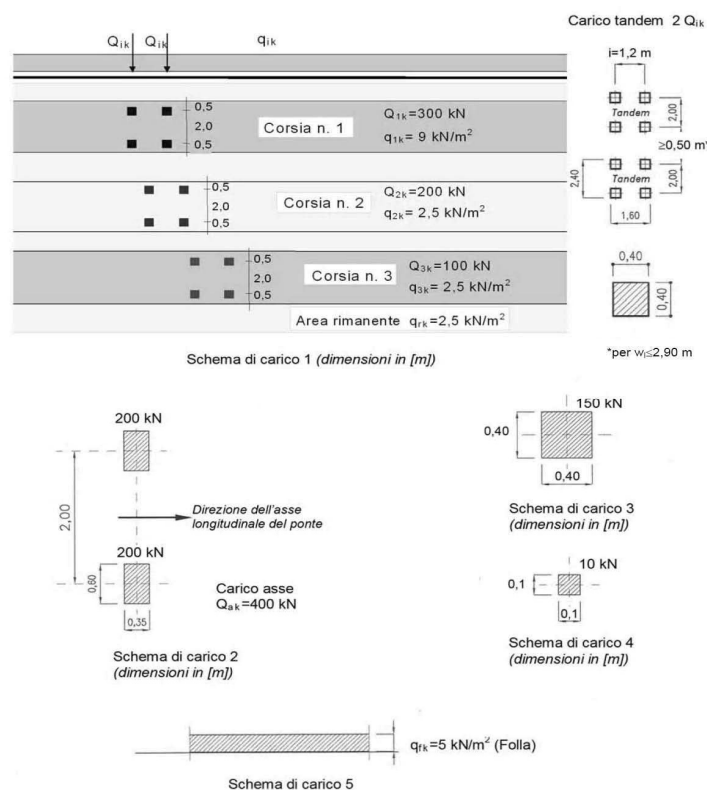 Carico tandem 2 Qik
Qik Qik qik
i=1,2 m
0,5
2,0
0,5
Corsia n. 1
Q1k=300 kN
q1k= 9 kN/m²
Tandem
2,00
≥0,50 m*
0,5
2,0
0,5
Corsia n. 2
Q2k=200 kN
q2k= 2,5 kN/m²
2,40
Tandem
2,00
1,60
0,5
2,0
0,5
Corsia n. 3
Q3k=100 kN
q3k= 2,5 kN/m²
0,40
0,40
Area rimanente qrk=2,5 kN/m²
*per wl≤2,90 m
Schema di carico 1 (dimensioni in [m])
200 kN
2,00
Direzione dell'asse
longitudinale del ponte
200 kN
0,60
0,35
Carico asse
Qak=400 kN
Schema di carico 2
(dimensioni in [m])
150 kN
0,40
0,40
Schema di carico 3
(dimensioni in [m])
10 kN
0,1
0,1
Schema di carico 4
(dimensioni in [m])
qfk=5 kN/m² (Folla)
Schema di carico 5